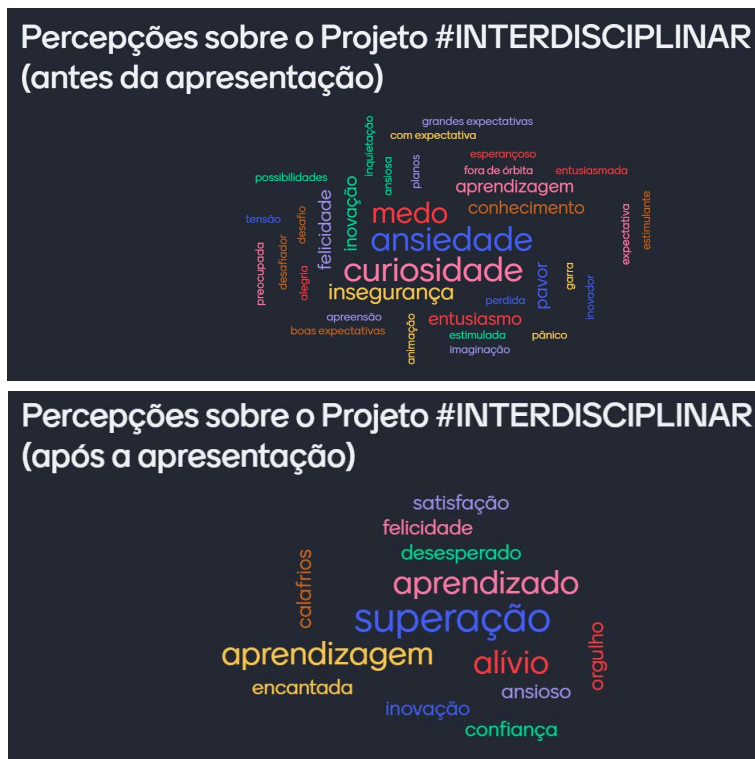 Percepções sobre o Projeto #INTERDISCIPLINAR
(antes da apresentação)
grandes expectativas
com expectativa
inquietação
ansiosa
planos
esperançoso
fora de órbita
entusiasmada
possibilidades
aprendizagem
felicidade
inovação
medo
conhecimento
tensão
desafio
ansiedade
expectativa
estimulante
preocupada
desafiador
alegria
curiosidade
pavor
garra
inovador
insegurança
perdida
apreensão
entusiasmo
boas expectativas
animação
estimulada
pânico
imaginação
Percepções sobre o Projeto #INTERDISCIPLINAR
(após a apresentação)
satisfação
felicidade
desesperado
calafrios
aprendizado
superação
aprendizagem
alívio
orgulho
encantada
ansioso
inovação
confiança